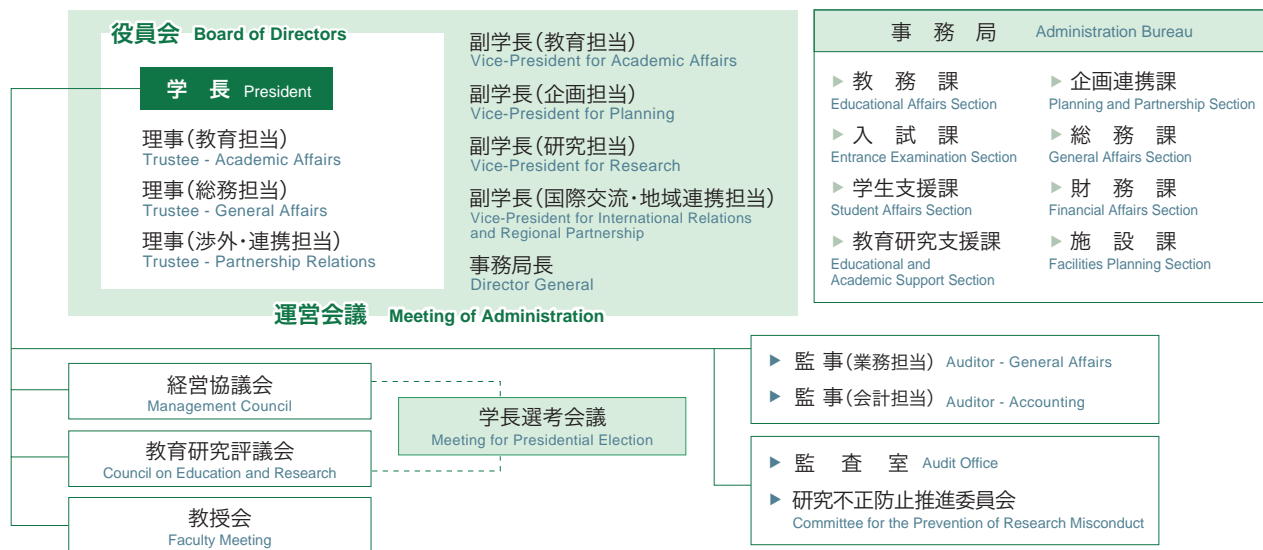 役員会 Board of Directors
学 長 President
理事(教育担当)
Trustee - Academic Affairs
理事(総務担当)
Trustee - General Affairs
理事(渉外・連携担当)
Trustee - Partnership Relations
副学長(教育担当)
Vice-President for Academic Affairs
副学長(企画担当)
Vice-President for Planning
副学長(研究担当)
Vice-President for Research
副学長(国際交流・地域連携担当)
Vice-President for International Relations
and Regional Partnership
事務局長
Director General
運営会議 Meeting of Administration
事 務 局 Administration Bureau
▶ 教 務 課
Educational Affairs Section
▶ 入 試 課
Entrance Examination Section
▶ 学生支援課
Student Affairs Section
▶ 教育研究支援課
Educational and
Academic Support Section
▶ 企画連携課
Planning and Partnership Section
▶ 総 務 課
General Affairs Section
▶ 財 務 課
Financial Affairs Section
▶ 施 設 課
Facilities Planning Section
経営協議会
Management Council
教育研究評議会
Council on Education and Research
教授会
Faculty Meeting
学長選考会議
Meeting for Presidential Election
▶ 監 事(業務担当) Auditor - General Affairs
▶ 監 事(会計担当) Auditor - Accounting
▶ 監 査 室 Audit Office
▶ 研究不正防止推進委員会
Committee for the Prevention of Research Misconduct